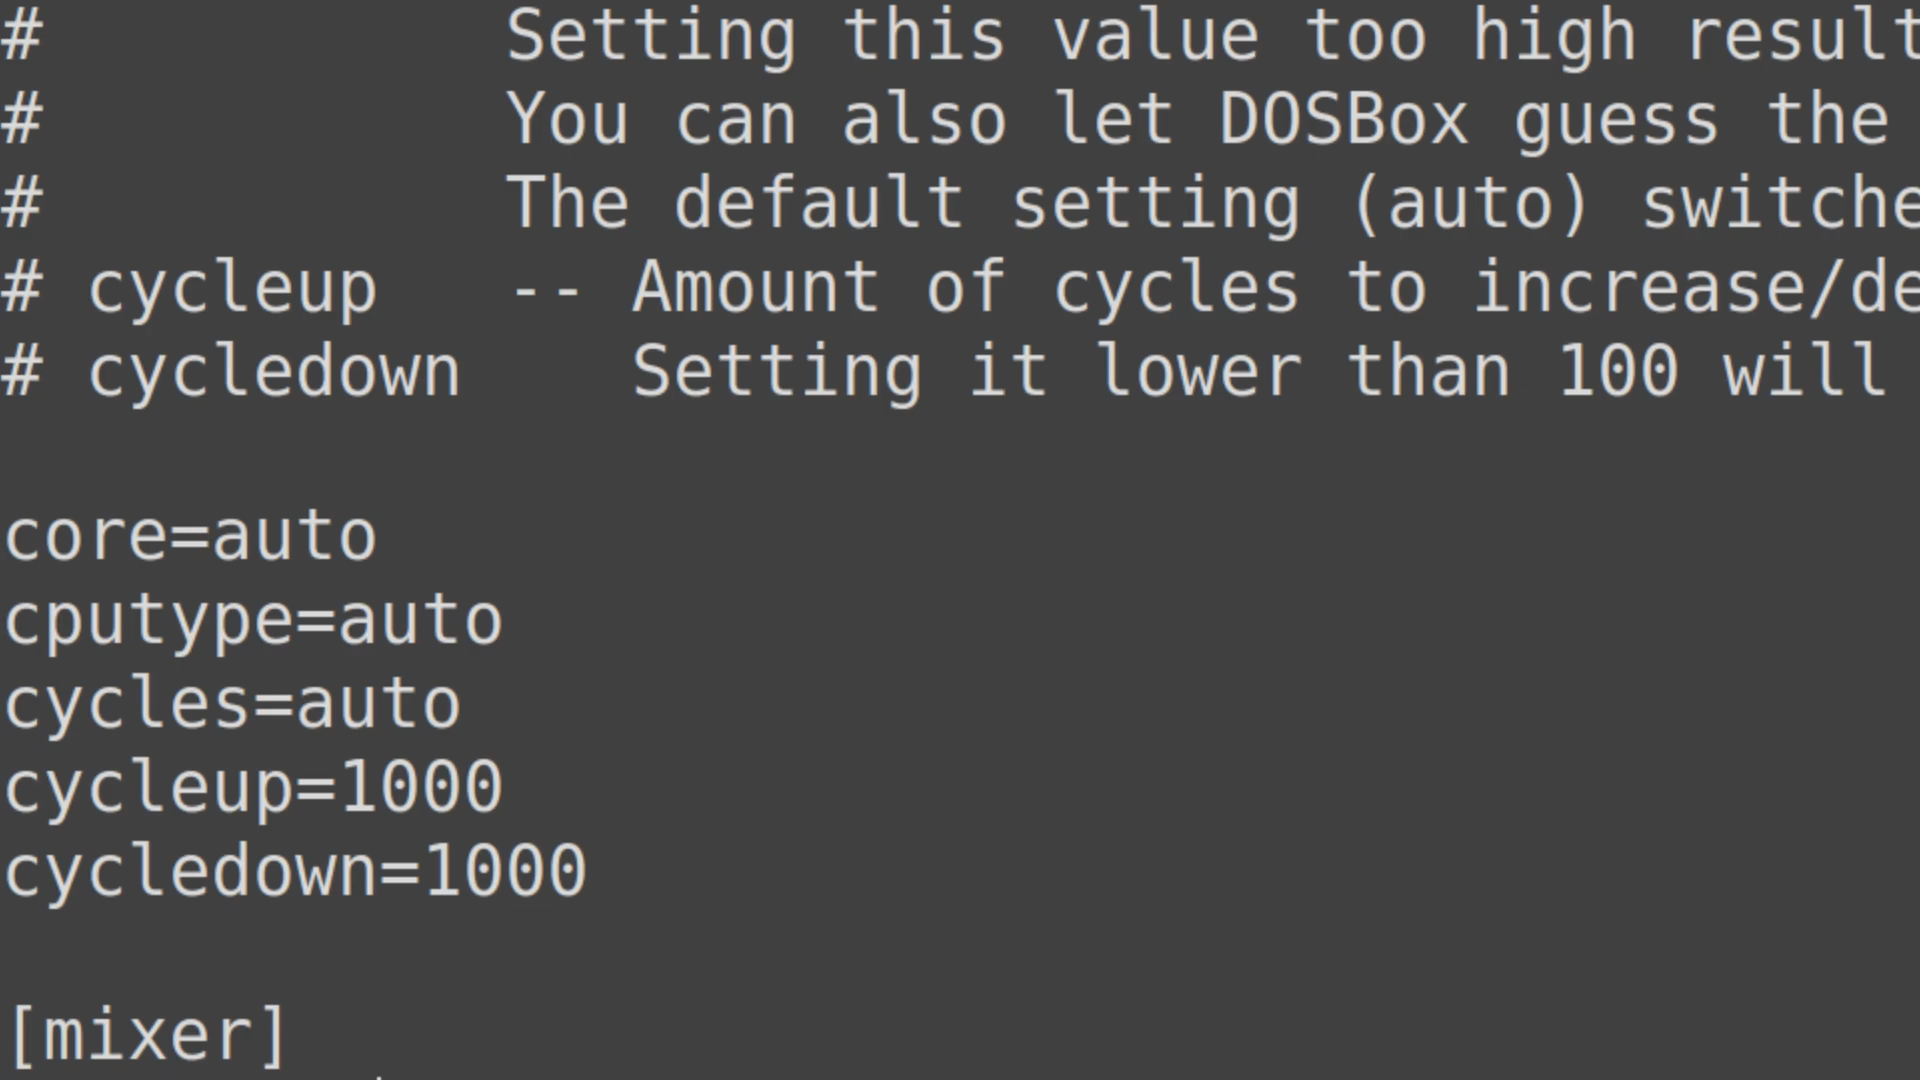 # Setting this value too high result
# You can also let DOSBox guess the
# The default setting (auto) switche
# cycleup -- Amount of cycles to increase/de
# cycledown Setting it lower than 100 will
core=auto
cputype=auto
cycles=auto
cycleup=1000
cycledown=1000
[mixer]